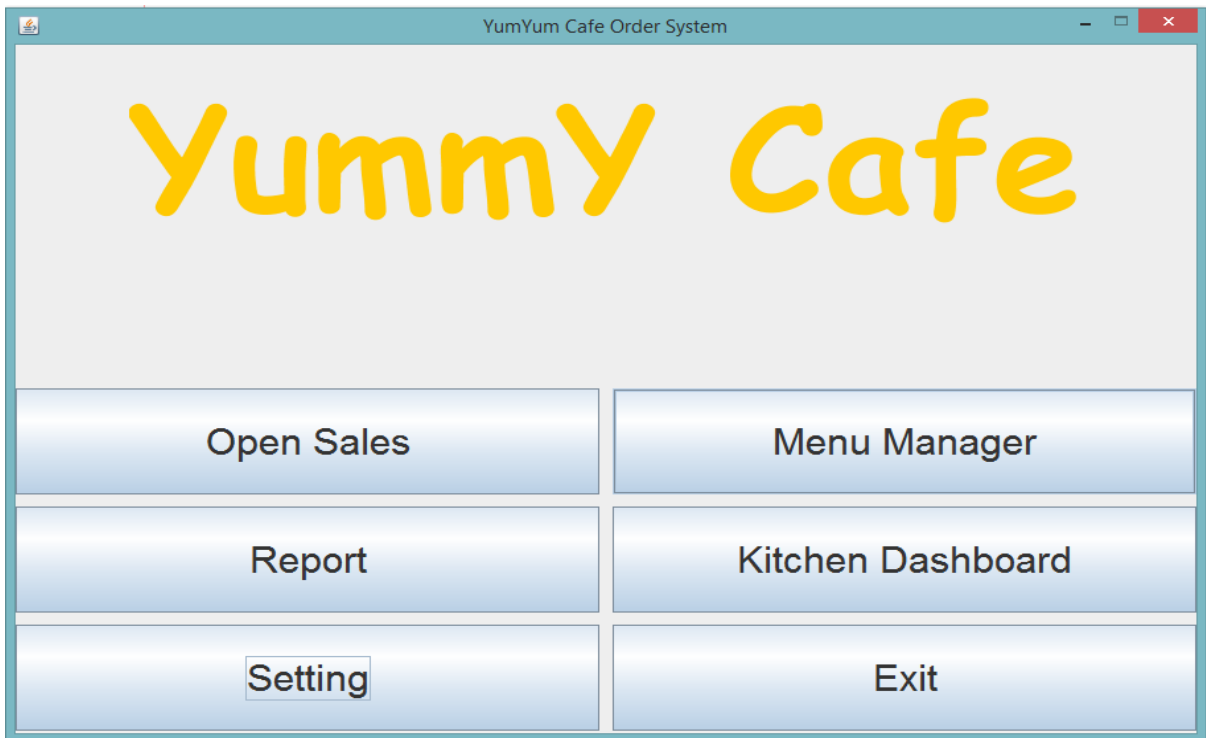 YumYum Cafe Order System
YummY Cafe
Open Sales
Menu Manager
Report
Kitchen Dashboard
Setting
Exit